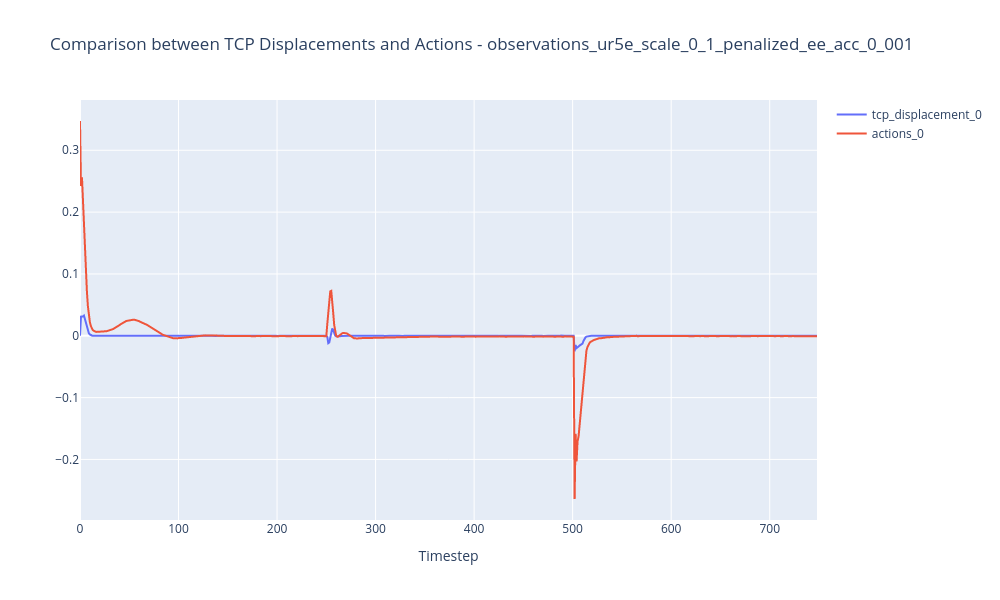 Comparison between TCP Displacements and Actions - observations_ur5e_scale_0_1_penalized_ee_acc_0_001
tcp_displacement_0
actions_0
0.3
0.2
0.1
0
−0.1
−0.2
0 100 200 300 400 500 600 700
Timestep